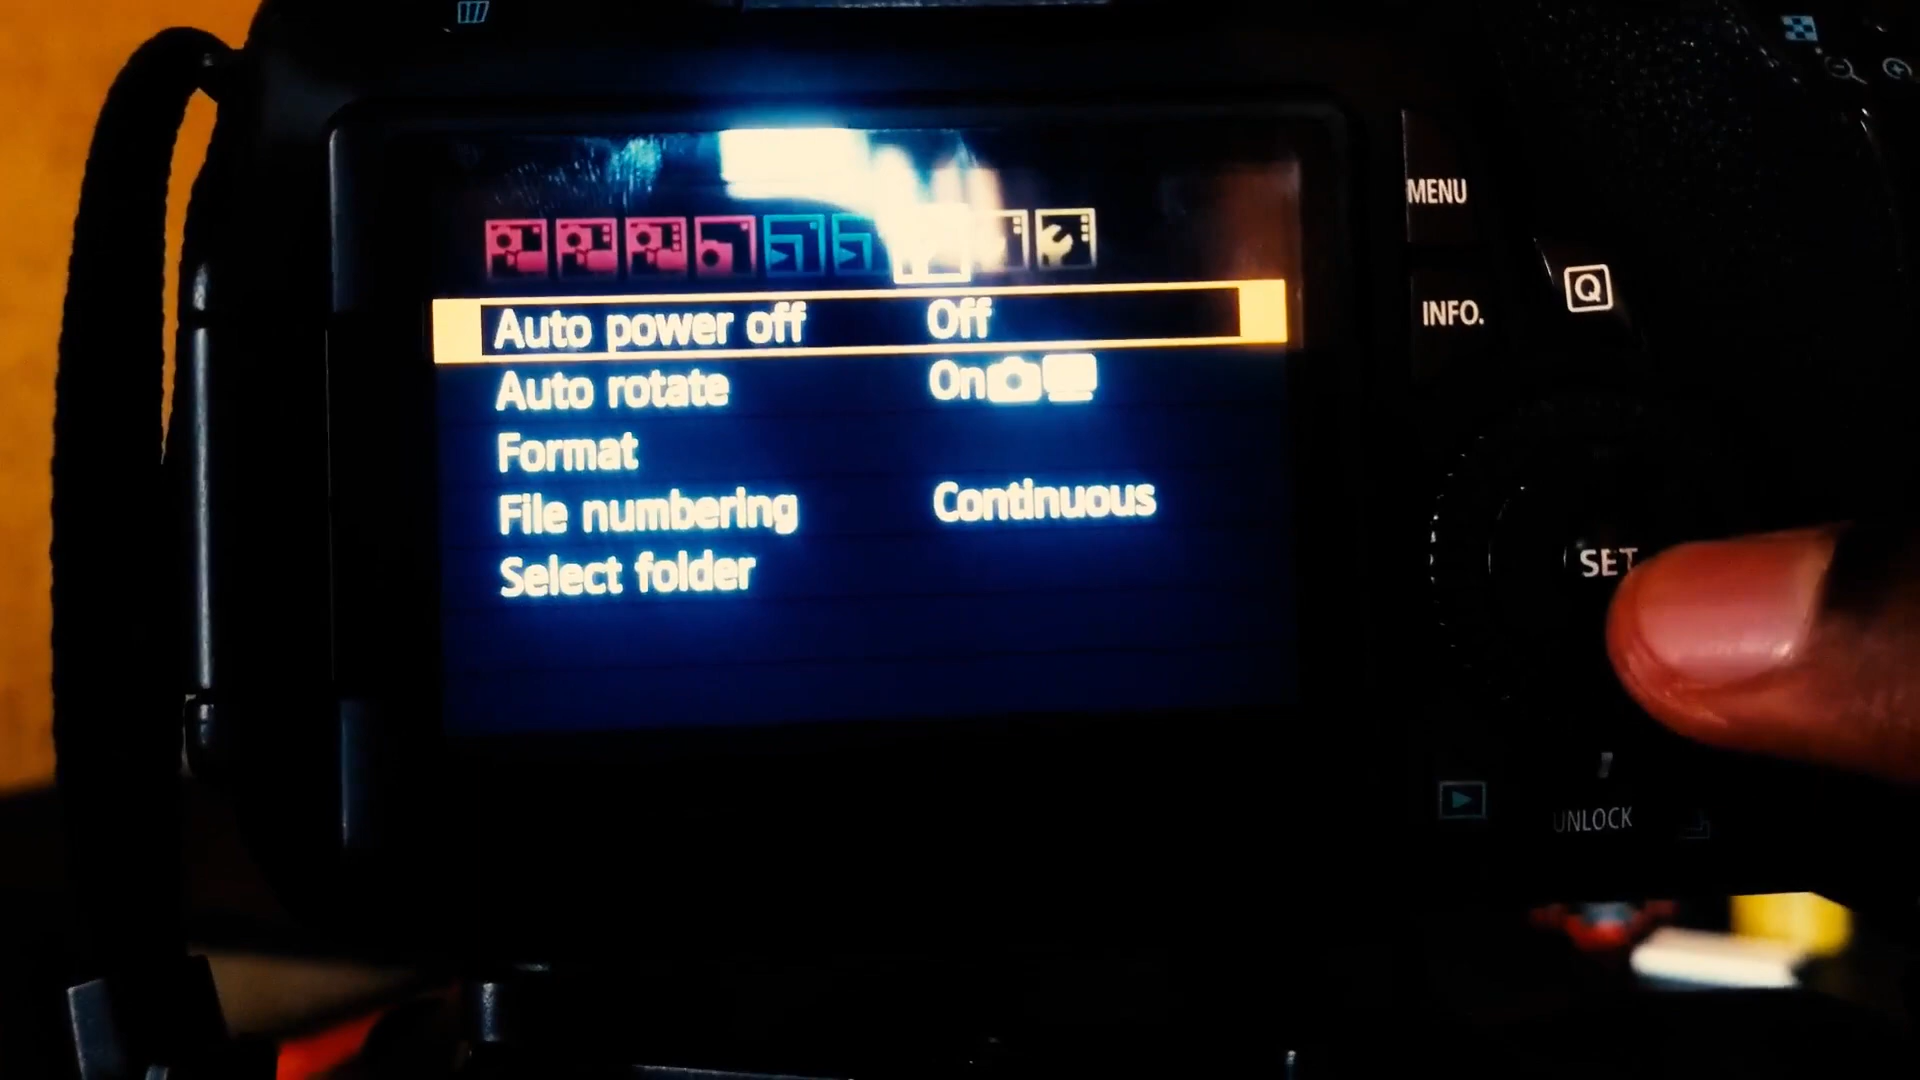 MENU
Auto power off Off
INFO.
Q
Auto rotate On
Format
File numbering Continuous
Select folder
SET
UNLOCK